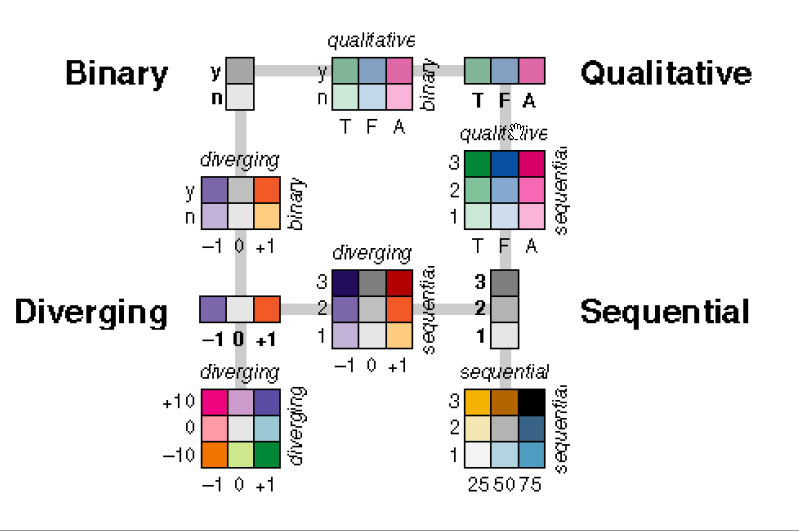 qualitative
Binary
y
n
y
n
binary
T F A
T F A
Qualitative
qualitative
3
2
1
sequential
T F A
diverging
y
n
binary
−1 0 +1
diverging
3
2
1
sequential
−1 0 +1
Diverging
−1 0 +1
3
2
1
Sequential
diverging
+10
0
−10
diverging
−1 0 +1
sequential
3
2
1
sequential
25 50 75